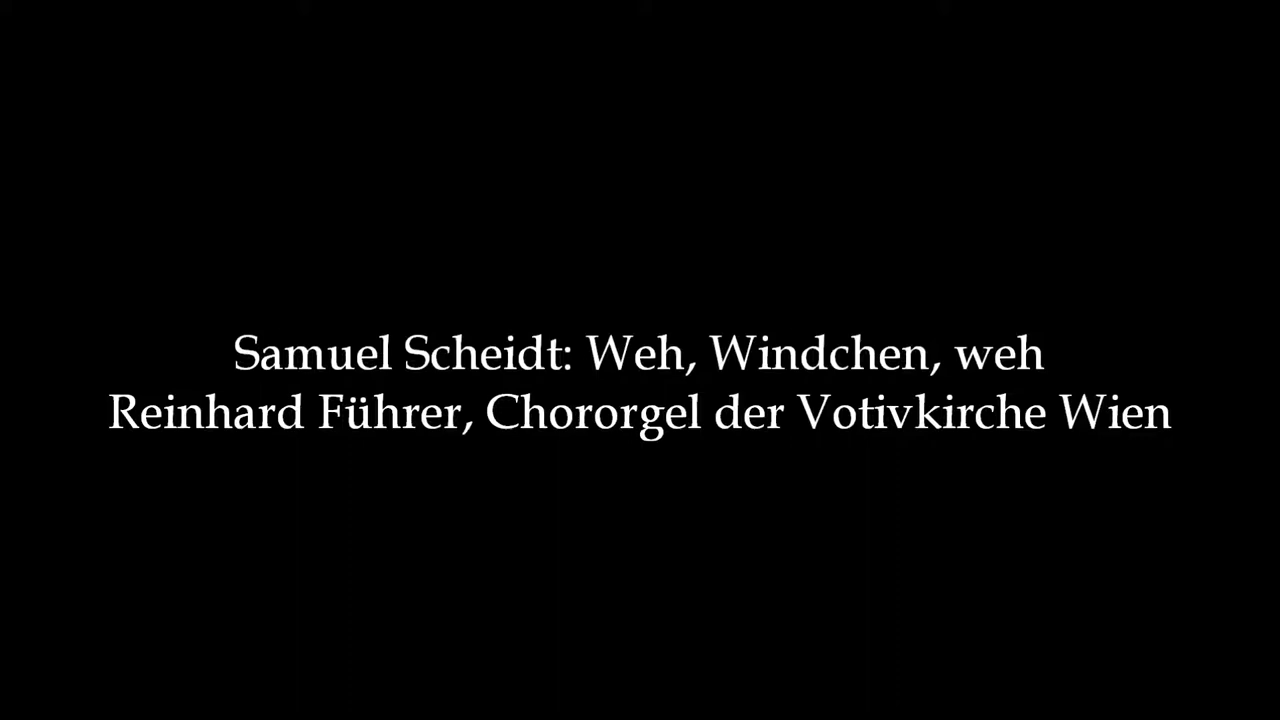 Samuel Scheidt: Weh, Windchen, weh
Reinhard Führer, Chororgel der Votivkirche Wien